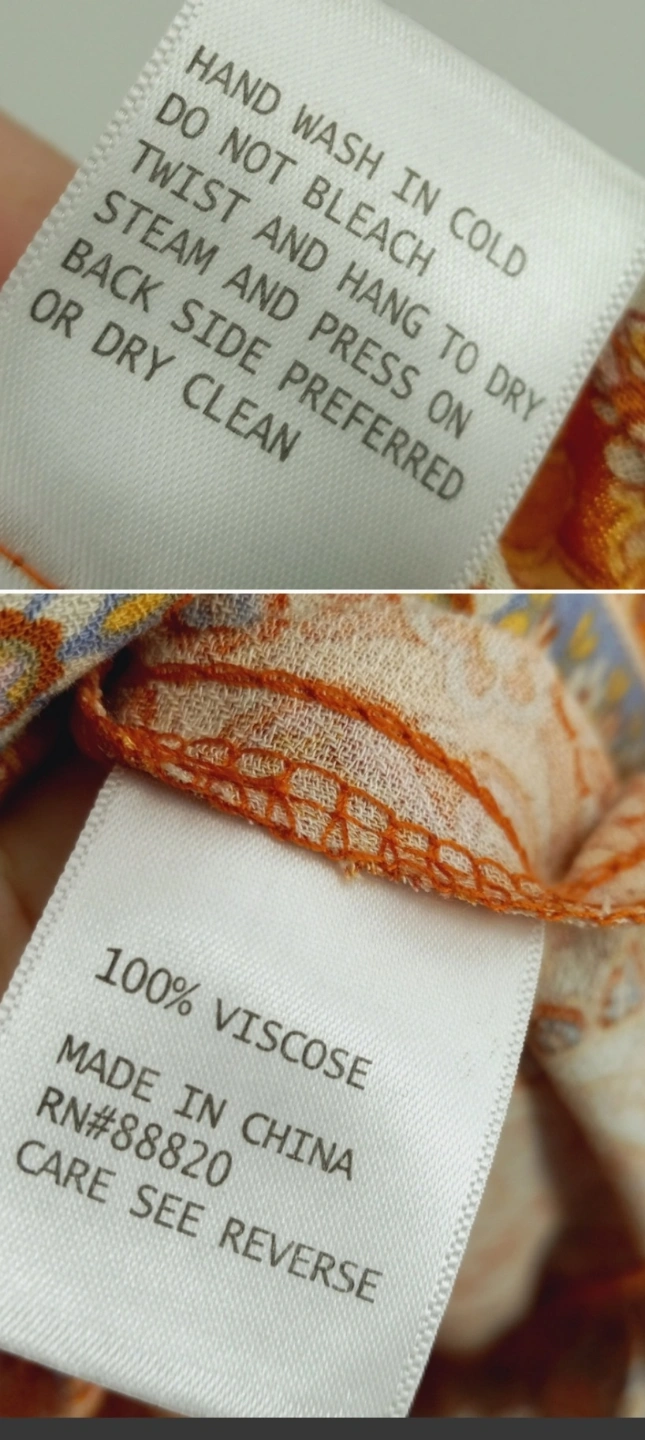 HAND WASH IN COLD
DO NOT BLEACH
TWIST AND HANG TO DRY
STEAM AND PRESS ON
BACK SIDE PREFERRED
OR DRY CLEAN
100% VISCOSE
MADE IN CHINA
RN#88820
CARE SEE REVERSE